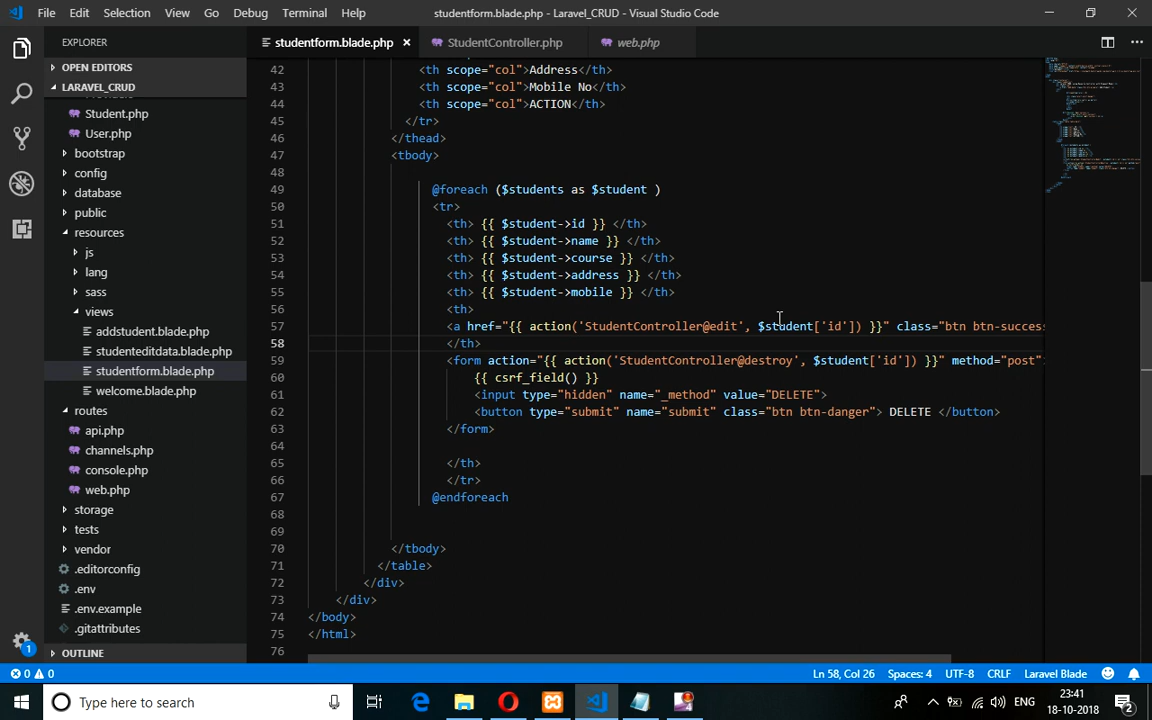 File Edit Selection View Go Debug Terminal Help
studentform.blade.php - Laravel_CRUD - Visual Studio Code
EXPLORER
studentform.blade.php
StudentController.php
web.php
OPEN EDITORS
LARAVEL_CRUD
Student.php
User.php
bootstrap
config
database
public
resources
js
lang
sass
views
addstudent.blade.php
studenteditdata.blade.php
studentform.blade.php
welcome.blade.php
routes
api.php
channels.php
console.php
web.php
storage
tests
vendor
.editorconfig
.env
.env.example
.gitattributes
OUTLINE
42 <th scope="col">Address</th>
43 <th scope="col">Mobile No</th>
44 <th scope="col">ACTION</th>
45 </tr>
46 </thead>
47 <tbody>
48
49 @foreach ($students as $student )
50 <tr>
51 <th> {{ $student->id }} </th>
52 <th> {{ $student->name }} </th>
53 <th> {{ $student->course }} </th>
54 <th> {{ $student->address }} </th>
55 <th> {{ $student->mobile }} </th>
56 <th>
57 <a href="{{ action('StudentController@edit', $student['id']) }}" class="btn btn-succes
58 </th>
59 <form action="{{ action('StudentController@destroy', $student['id']) }}" method="post"
60 {{ csrf_field() }}
61 <input type="hidden" name="_method" value="DELETE">
62 <button type="submit" name="submit" class="btn btn-danger"> DELETE </button>
63 </form>
64
65 </th>
66 </tr>
67 @endforeach
68
69
70 </tbody>
71 </table>
72 </div>
73 </div>
74 </body>
75 </html>
76
0 0
Ln 58, Col 26 Spaces: 4 UTF-8 CRLF Laravel Blade
1
Type here to search
ENG
23:41
18-10-2018
2